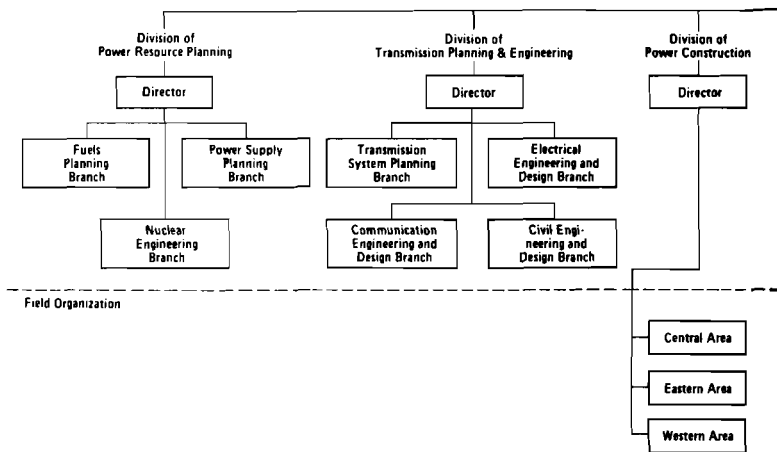 Division of
Power Resource Planning
Division of
Transmission Planning & Engineering
Division of
Power Construction
Director
Director
Director
Fuels
Planning
Branch
Power Supply
Planning
Branch
Transmission
System Planning
Branch
Electrical
Engineering and
Design Branch
Nuclear
Engineering
Branch
Communication
Engineering and
Design Branch
Civil Engi-
neering and
Design Branch
Field Organization
Central Area
Eastern Area
Western Area